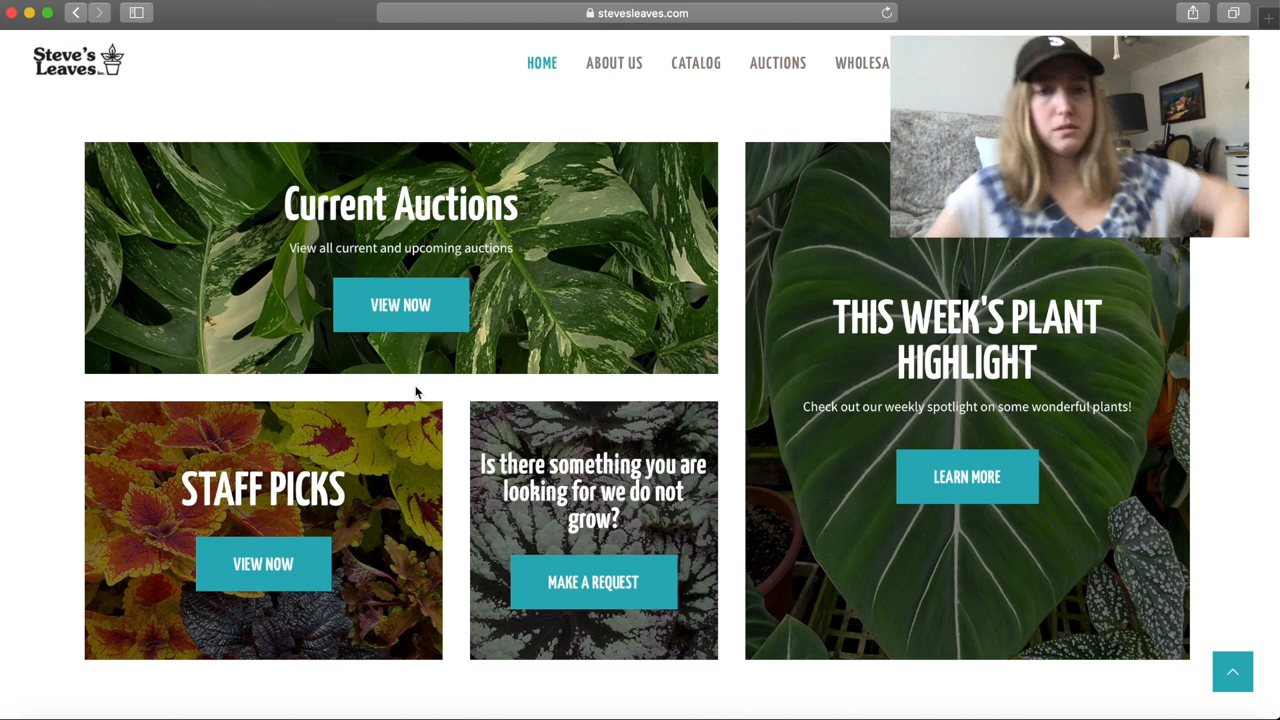 stevesleaves.com
Steve's
Leaves Inc.
HOME ABOUT US CATALOG AUCTIONS
Current Auctions
View all current and upcoming auctions
VIEW NOW
THIS WEEK'S PLANT
HIGHLIGHT
Check out our weekly spotlight on some wonderful plants!
LEARN MORE
STAFF PICKS
VIEW NOW
Is there something you are
looking for we do not
grow?
MAKE A REQUEST